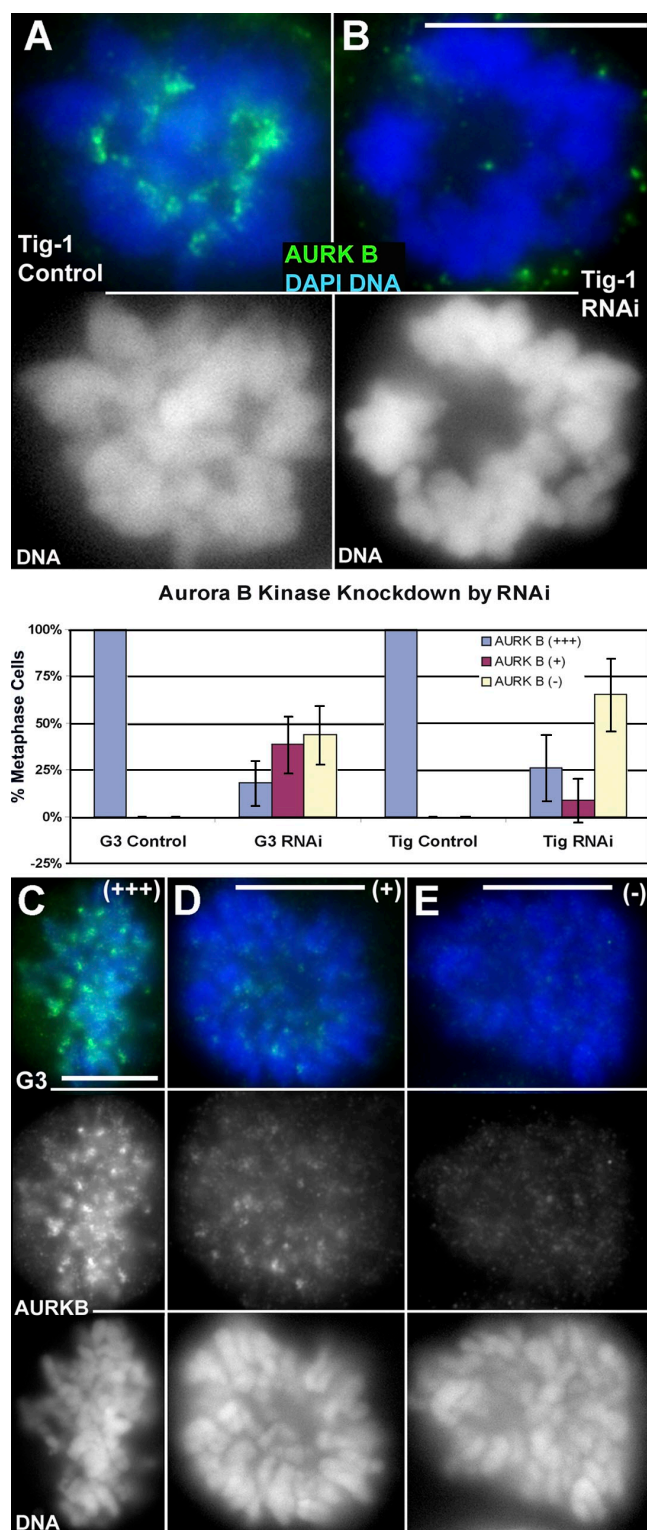 A
B
Tig-1
Control
AURK B
DAPI DNA
Tig-1
RNAi
DNA
DNA
Aurora B Kinase Knockdown by RNAi
% Metaphase Cells
100%
75%
50%
25%
0%
-25%
AURK B (+++)
AURK B (+)
AURK B (-)
G3 Control
G3 RNAi
Tig Control
Tig RNAi
C
(+++)
D
(+)
E
(-)
G3
AURKB
DNA